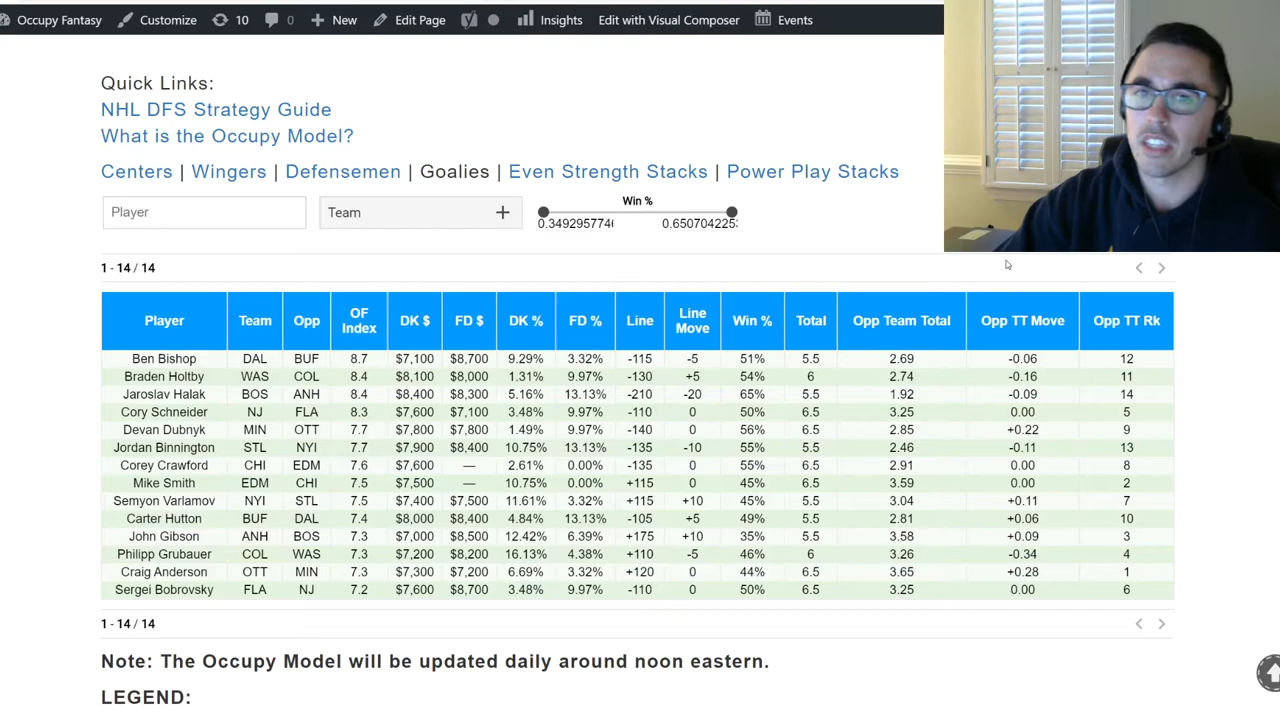 Occupy Fantasy Customize 10 0 New Edit Page Insights Edit with Visual Composer Events
Quick Links:
NHL DFS Strategy Guide
What is the Occupy Model?
Centers | Wingers | Defensemen | Goalies | Even Strength Stacks | Power Play Stacks
Player Team + Win %
0.349295774 0.650704225
1 - 14 / 14
Player Team Opp OF Index DK $ FD $ DK % FD % Line Line Move Win % Total Opp Team Total Opp TT Move Opp TT Rk
Ben Bishop DAL BUF 8.7 $7,100 $8,700 9.29% 3.32% -115 -5 51% 5.5 2.69 -0.06 12
Braden Holtby WAS COL 8.4 $8,100 $8,000 1.31% 9.97% -130 +5 54% 6 2.74 -0.16 11
Jaroslav Halak BOS ANH 8.4 $8,400 $8,300 5.16% 13.13% -210 -20 65% 5.5 1.92 -0.09 14
Cory Schneider NJ FLA 8.3 $7,600 $7,100 3.48% 9.97% -110 0 50% 6.5 3.25 0.00 5
Devan Dubnyk MIN OTT 7.7 $7,800 $7,800 1.49% 9.97% -140 0 56% 6.5 2.85 +0.22 9
Jordan Binnington STL NYI 7.7 $7,900 $8,400 10.75% 13.13% -135 -10 55% 5.5 2.46 -0.11 13
Corey Crawford CHI EDM 7.6 $7,600 — 2.61% 0.00% -135 0 55% 6.5 2.91 0.00 8
Mike Smith EDM CHI 7.5 $7,500 — 10.75% 0.00% +115 0 45% 6.5 3.59 0.00 2
Semyon Varlamov NYI STL 7.5 $7,400 $7,500 11.61% 3.32% +115 +10 45% 5.5 3.04 +0.11 7
Carter Hutton BUF DAL 7.4 $8,000 $8,400 4.84% 13.13% -105 +5 49% 5.5 2.81 +0.06 10
John Gibson ANH BOS 7.3 $7,000 $8,500 12.42% 6.39% +175 +10 35% 5.5 3.58 +0.09 3
Philipp Grubauer COL WAS 7.3 $7,200 $8,200 16.13% 4.38% +110 -5 46% 6 3.26 -0.34 4
Craig Anderson OTT MIN 7.3 $7,300 $7,200 6.69% 3.32% +120 0 44% 6.5 3.65 +0.28 1
Sergei Bobrovsky FLA NJ 7.2 $7,600 $8,700 3.48% 9.97% -110 0 50% 6.5 3.25 0.00 6
1 - 14 / 14
Note: The Occupy Model will be updated daily around noon eastern.
LEGEND: